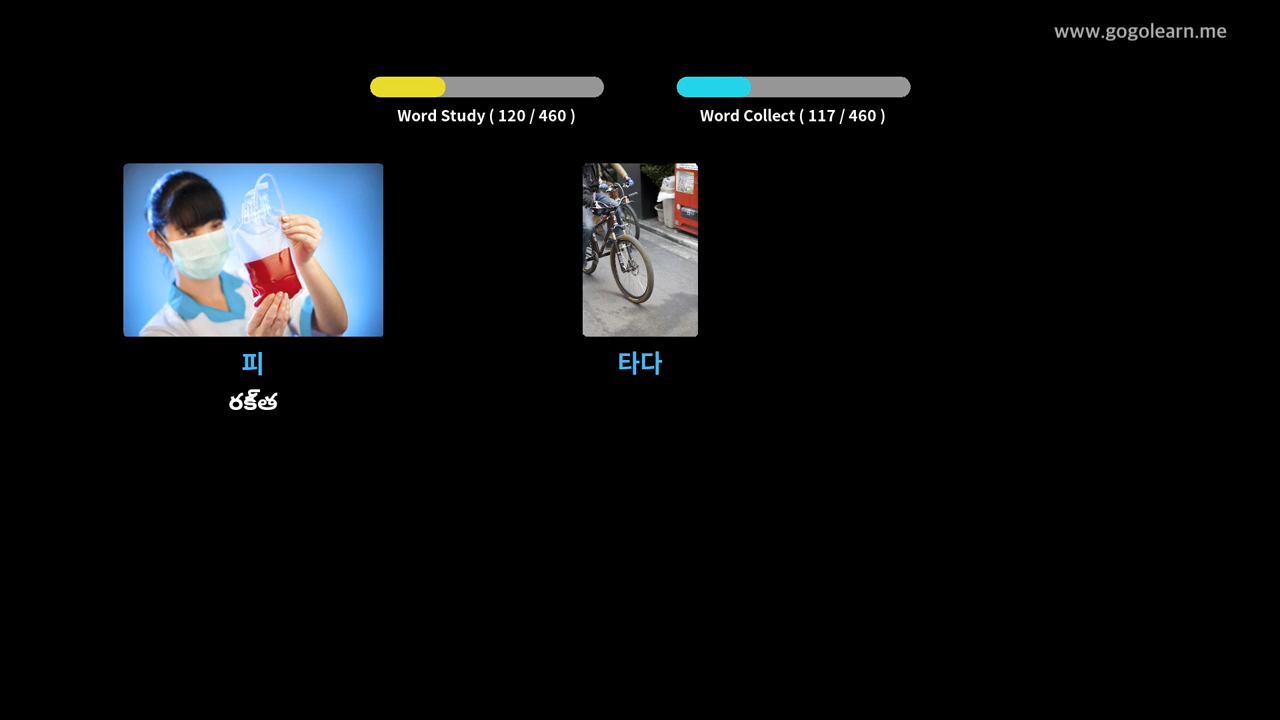 www.gogolearn.me
Word Study ( 120 / 460 )
Word Collect ( 117 / 460 )
피
타다
రక్‌త